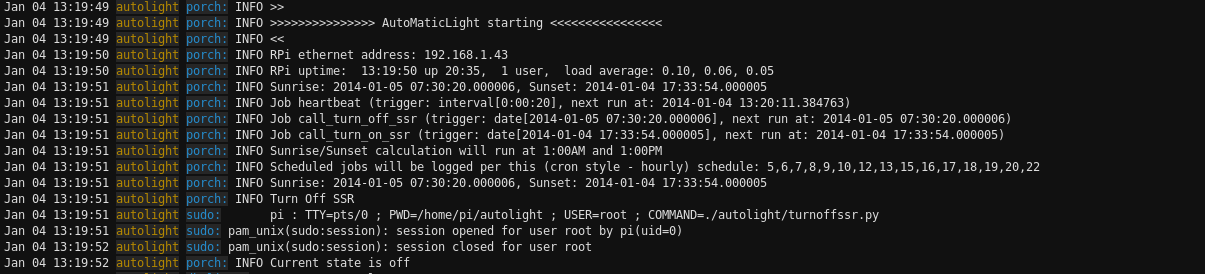 Jan 04 13:19:49 autolight porch: INFO >>
Jan 04 13:19:49 autolight porch: INFO >>>>>>>>>>>>>>> AutoMaticLight starting <<<<<<<<<<<<<<<<
Jan 04 13:19:49 autolight porch: INFO <<
Jan 04 13:19:50 autolight porch: INFO RPi ethernet address: 192.168.1.43
Jan 04 13:19:50 autolight porch: INFO RPi uptime:  13:19:50 up 20:35,  1 user,  load average: 0.10, 0.06, 0.05
Jan 04 13:19:51 autolight porch: INFO Sunrise: 2014-01-05 07:30:20.000006, Sunset: 2014-01-04 17:33:54.000005
Jan 04 13:19:51 autolight porch: INFO Job heartbeat (trigger: interval[0:00:20], next run at: 2014-01-04 13:20:11.384763)
Jan 04 13:19:51 autolight porch: INFO Job call_turn_off_ssr (trigger: date[2014-01-05 07:30:20.000006], next run at: 2014-01-05 07:30:20.000006)
Jan 04 13:19:51 autolight porch: INFO Job call_turn_on_ssr (trigger: date[2014-01-04 17:33:54.000005], next run at: 2014-01-04 17:33:54.000005)
Jan 04 13:19:51 autolight porch: INFO Sunrise/Sunset calculation will run at 1:00AM and 1:00PM
Jan 04 13:19:51 autolight porch: INFO Scheduled jobs will be logged per this (cron style - hourly) schedule: 5,6,7,8,9,10,12,13,15,16,17,18,19,20,22
Jan 04 13:19:51 autolight porch: INFO Sunrise: 2014-01-05 07:30:20.000006, Sunset: 2014-01-04 17:33:54.000005
Jan 04 13:19:51 autolight porch: INFO Turn Off SSR
Jan 04 13:19:51 autolight sudo:       pi : TTY=pts/0 ; PWD=/home/pi/autolight ; USER=root ; COMMAND=./autolight/turnoffssr.py
Jan 04 13:19:51 autolight sudo: pam_unix(sudo:session): session opened for user root by pi(uid=0)
Jan 04 13:19:52 autolight sudo: pam_unix(sudo:session): session closed for user root
Jan 04 13:19:52 autolight porch: INFO Current state is off